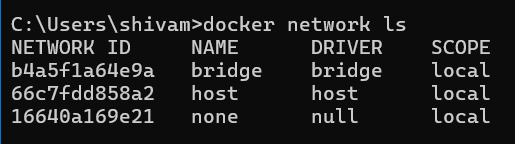 C:\Users\shivam>docker network ls
NETWORK ID     NAME      DRIVER    SCOPE
b4a5f1a64e9a   bridge    bridge    local
66c7fdd858a2   host      host      local
16640a169e21   none      null      local